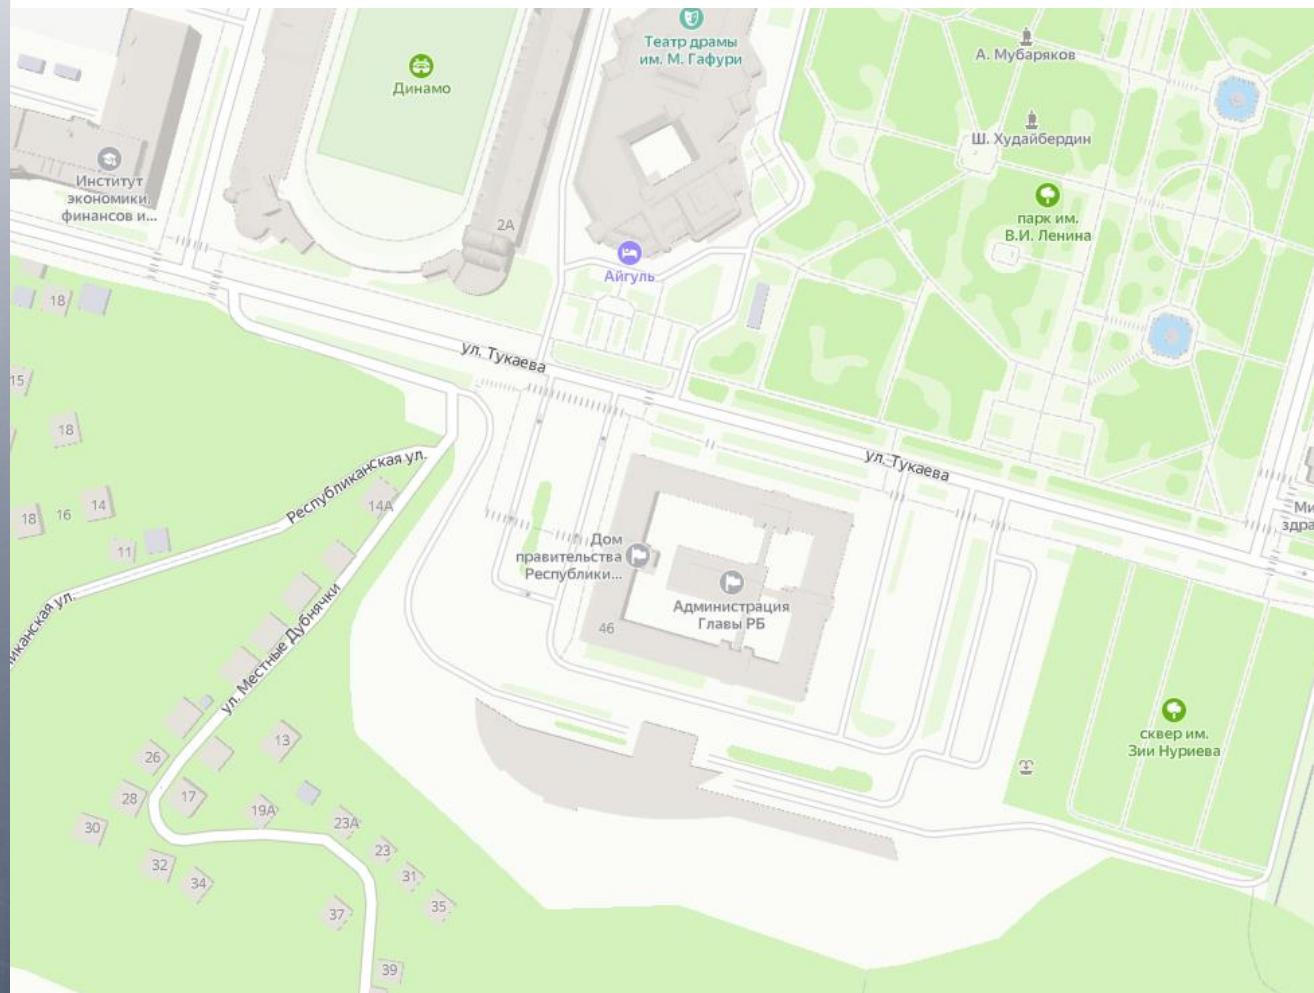 Театр драмы
им. М. Гафури
А. Мубаряков
Динамо
Ш. Худайбердин
Институт
экономики,
финансов и...
парк им.
В.И. Ленина
2А
Айгуль
18
ул. Тукаева
15
18
ул. Тукаева
Республиканская ул.
14А
14
16
18
11
Дом
правительства
Республики...
Администрация
Главы РБ
46
ул. Местные Дубнячки
сквер им.
Зии Нуриева
13
26
28
17
19А
23А
30
23
32
31
34
35
37
39